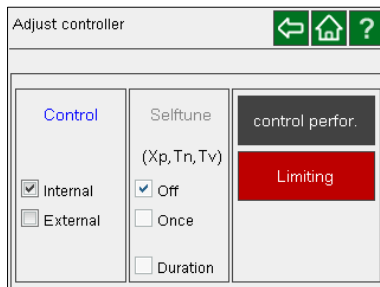 Adjust controller
?
Control
Internal
External
Selftune
(Xp,Tn,Tv)
Off
Once
Duration
control perfor.
Limiting